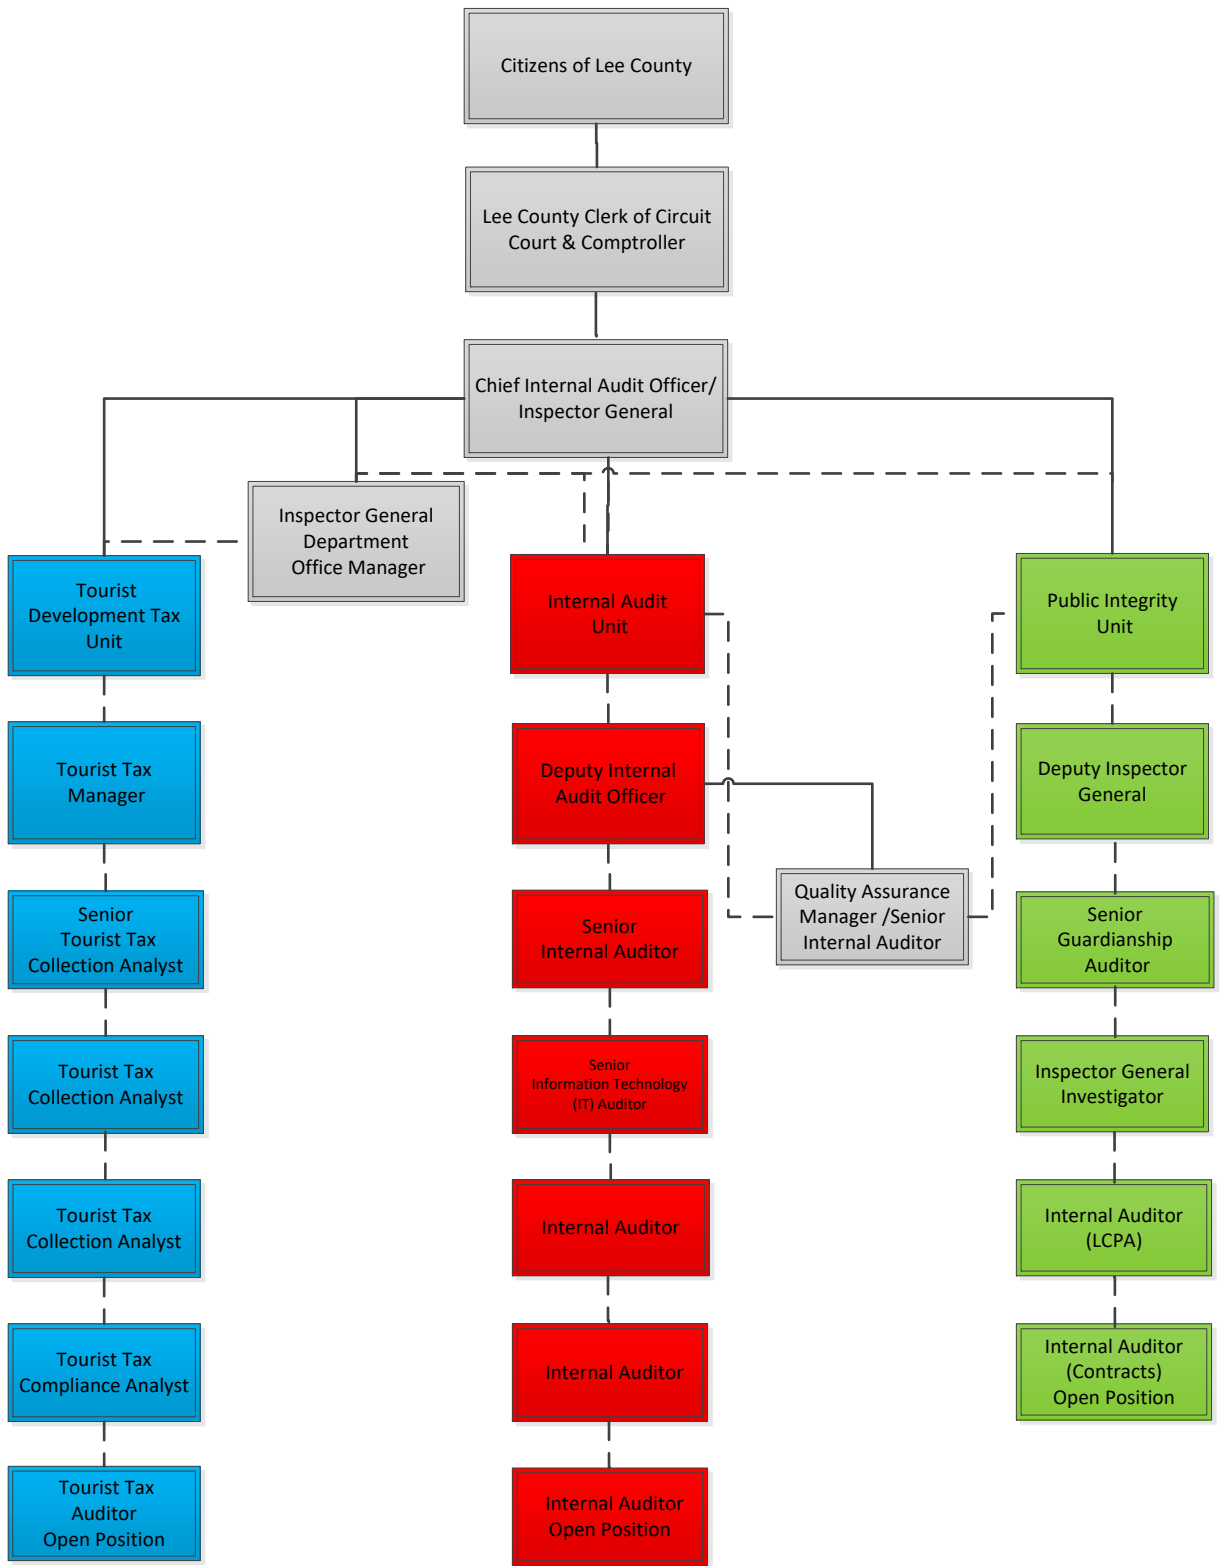 Citizens of Lee County
Lee County Clerk of Circuit
Court & Comptroller
Chief Internal Audit Officer/
Inspector General
Inspector General
Department
Office Manager
Tourist
Development Tax
Unit
Internal Audit
Unit
Public Integrity
Unit
Tourist Tax
Manager
Deputy Internal
Audit Officer
Deputy Inspector
General
Quality Assurance
Manager /Senior
Internal Auditor
Senior
Tourist Tax
Collection Analyst
Senior
Internal Auditor
Senior
Guardianship
Auditor
Tourist Tax
Collection Analyst
Senior
Information Technology
(IT) Auditor
Inspector General
Investigator
Tourist Tax
Collection Analyst
Internal Auditor
Internal Auditor
(LCPA)
Tourist Tax
Compliance Analyst
Internal Auditor
Internal Auditor
(Contracts)
Open Position
Tourist Tax
Auditor
Open Position
Internal Auditor
Open Position